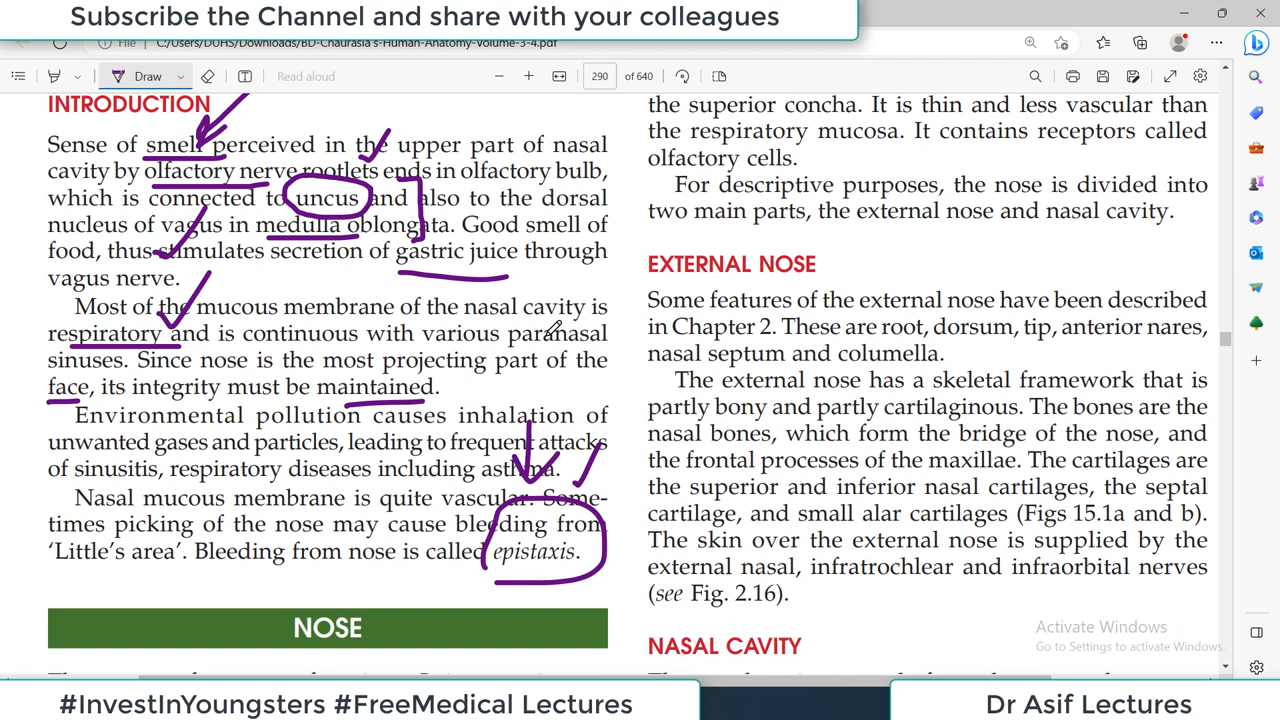 Subscribe the Channel and share with your colleagues
File
C:/Users/DUHS/Downloads/BD-Chaurasia's-Human-Anatomy-Volume-3-4.pdf
Draw
Read aloud
290
of 640
INTRODUCTION
Sense of smell perceived in the upper part of nasal
cavity by olfactory nerve rootlets ends in olfactory bulb,
which is connected to uncus and also to the dorsal
nucleus of vagus in medulla oblongata. Good smell of
food, thus stimulates secretion of gastric juice through
vagus nerve.
Most of the mucous membrane of the nasal cavity is
respiratory and is continuous with various paranasal
sinuses. Since nose is the most projecting part of the
face, its integrity must be maintained.
Environmental pollution causes inhalation of
unwanted gases and particles, leading to frequent attacks
of sinusitis, respiratory diseases including asthma.
Nasal mucous membrane is quite vascular. Some-
times picking of the nose may cause bleeding from
'Little's area'. Bleeding from nose is called epistaxis.
NOSE
the superior concha. It is thin and less vascular than
the respiratory mucosa. It contains receptors called
olfactory cells.
For descriptive purposes, the nose is divided into
two main parts, the external nose and nasal cavity.
EXTERNAL NOSE
Some features of the external nose have been described
in Chapter 2. These are root, dorsum, tip, anterior nares,
nasal septum and columella.
The external nose has a skeletal framework that is
partly bony and partly cartilaginous. The bones are the
nasal bones, which form the bridge of the nose, and
the frontal processes of the maxillae. The cartilages are
the superior and inferior nasal cartilages, the septal
cartilage, and small alar cartilages (Figs 15.1a and b).
The skin over the external nose is supplied by the
external nasal, infratrochlear and infraorbital nerves
(see Fig. 2.16).
NASAL CAVITY
Activate Windows
Go to Settings to activate Windows.
#InvestInYoungsters #FreeMedical Lectures
Dr Asif Lectures